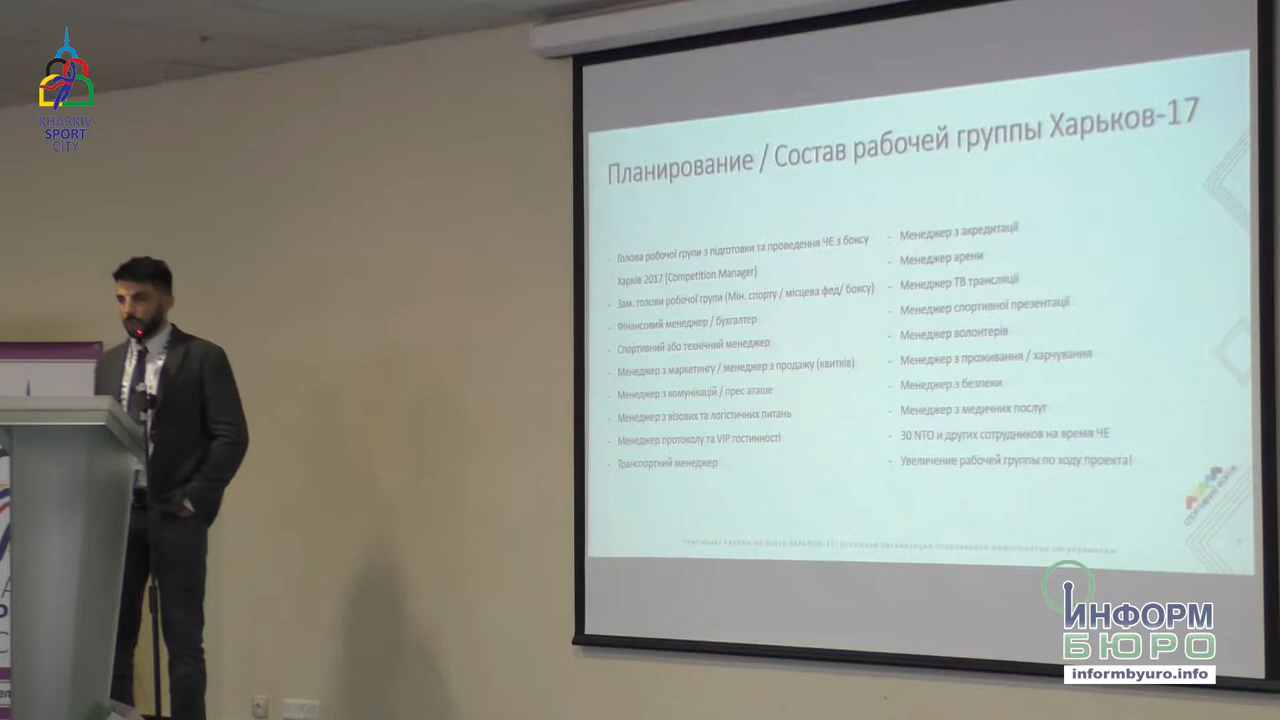 KHARKIV
SPORT
CITY
Планирование / Состав рабочей группы Харьков-17
- Голова робочої групи з підготовки та проведення ЧЄ з боксу
Харків 2017 (Competition Manager)
- Зам. голови робочої групи (Мін. спорту / місцева фед/ боксу)
- Фінансовий менеджер / бухгалтер
- Спортивний або технічний менеджер
- Менеджер з маркетингу / менеджер з продажу (квитків)
- Менеджер з комунікацій / прес аташе
- Менеджер з візових та логістичних питань
- Менеджер протоколу та VIP гостинності
- Транспортний менеджер
- Менеджер з акредитації
- Менеджер арени
- Менеджер ТВ трансляції
- Менеджер спортивної презентації
- Менеджер волонтерів
- Менеджер з проживання / харчування
- Менеджер з безпеки
- Менеджер з медичних послуг
- 30 NTO и других сотрудников на время ЧЕ
- Увеличение рабочей группы по ходу проекта!
ИНФОРМ
БЮРО
informbyuro.info